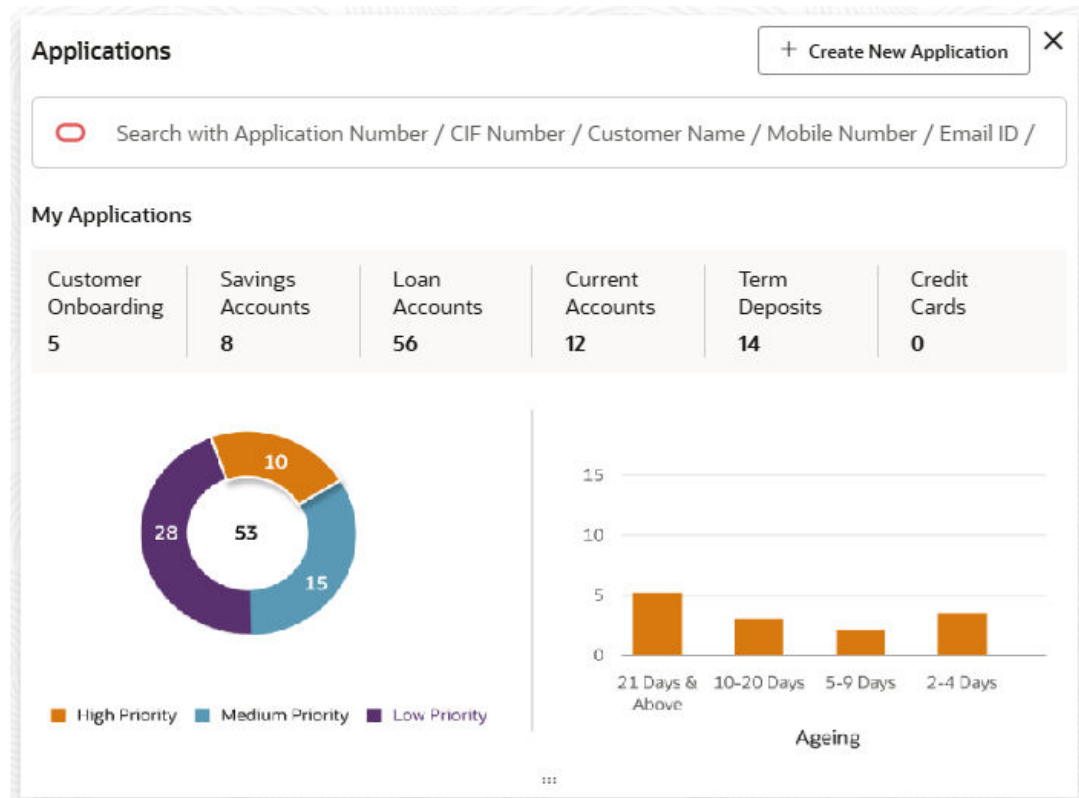 Applications
+ Create New Application
Search with Application Number / CIF Number / Customer Name / Mobile Number / Email ID /
My Applications
Customer Onboarding
5
Savings Accounts
8
Loan Accounts
56
Current Accounts
12
Term Deposits
14
Credit Cards
0
10
28
53
15
High Priority
Medium Priority
Low Priority
15
10
5
0
21 Days & Above
10-20 Days
5-9 Days
2-4 Days
Ageing